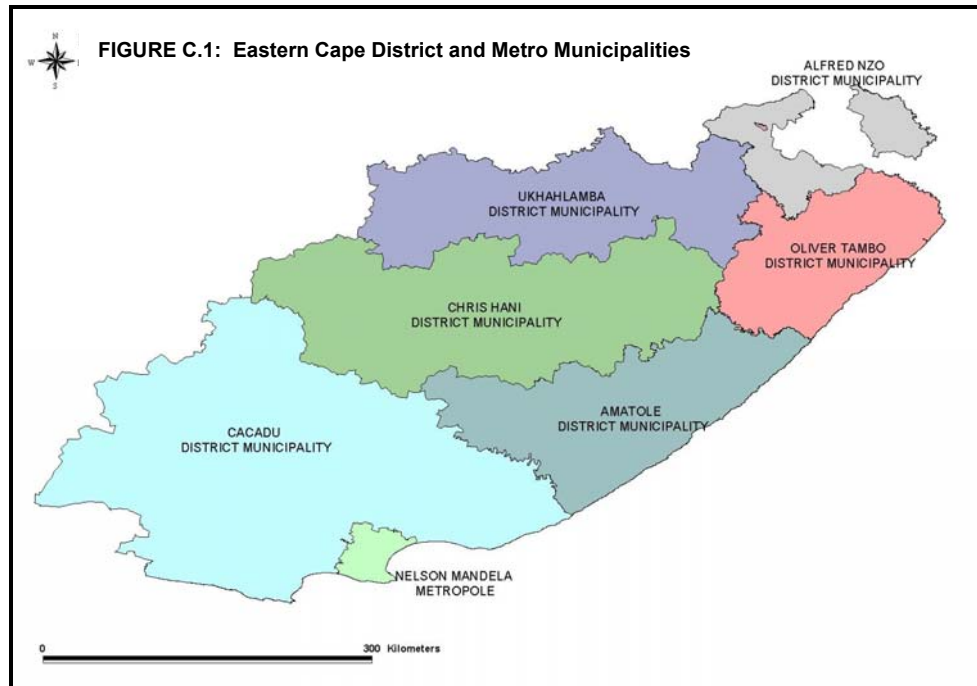 N
W
S
FIGURE C.1: Eastern Cape District and Metro Municipalities
ALFRED NZO
DISTRICT MUNICIPALITY
UKHAHLAMBA
DISTRICT MUNICIPALITY
OLIVER TAMBO
DISTRICT MUNICIPALITY
CHRIS HANI
DISTRICT MUNICIPALITY
AMATOLE
DISTRICT MUNICIPALITY
CACADU
DISTRICT MUNICIPALITY
NELSON MANDELA
METROPOLE
0 300 Kilometers